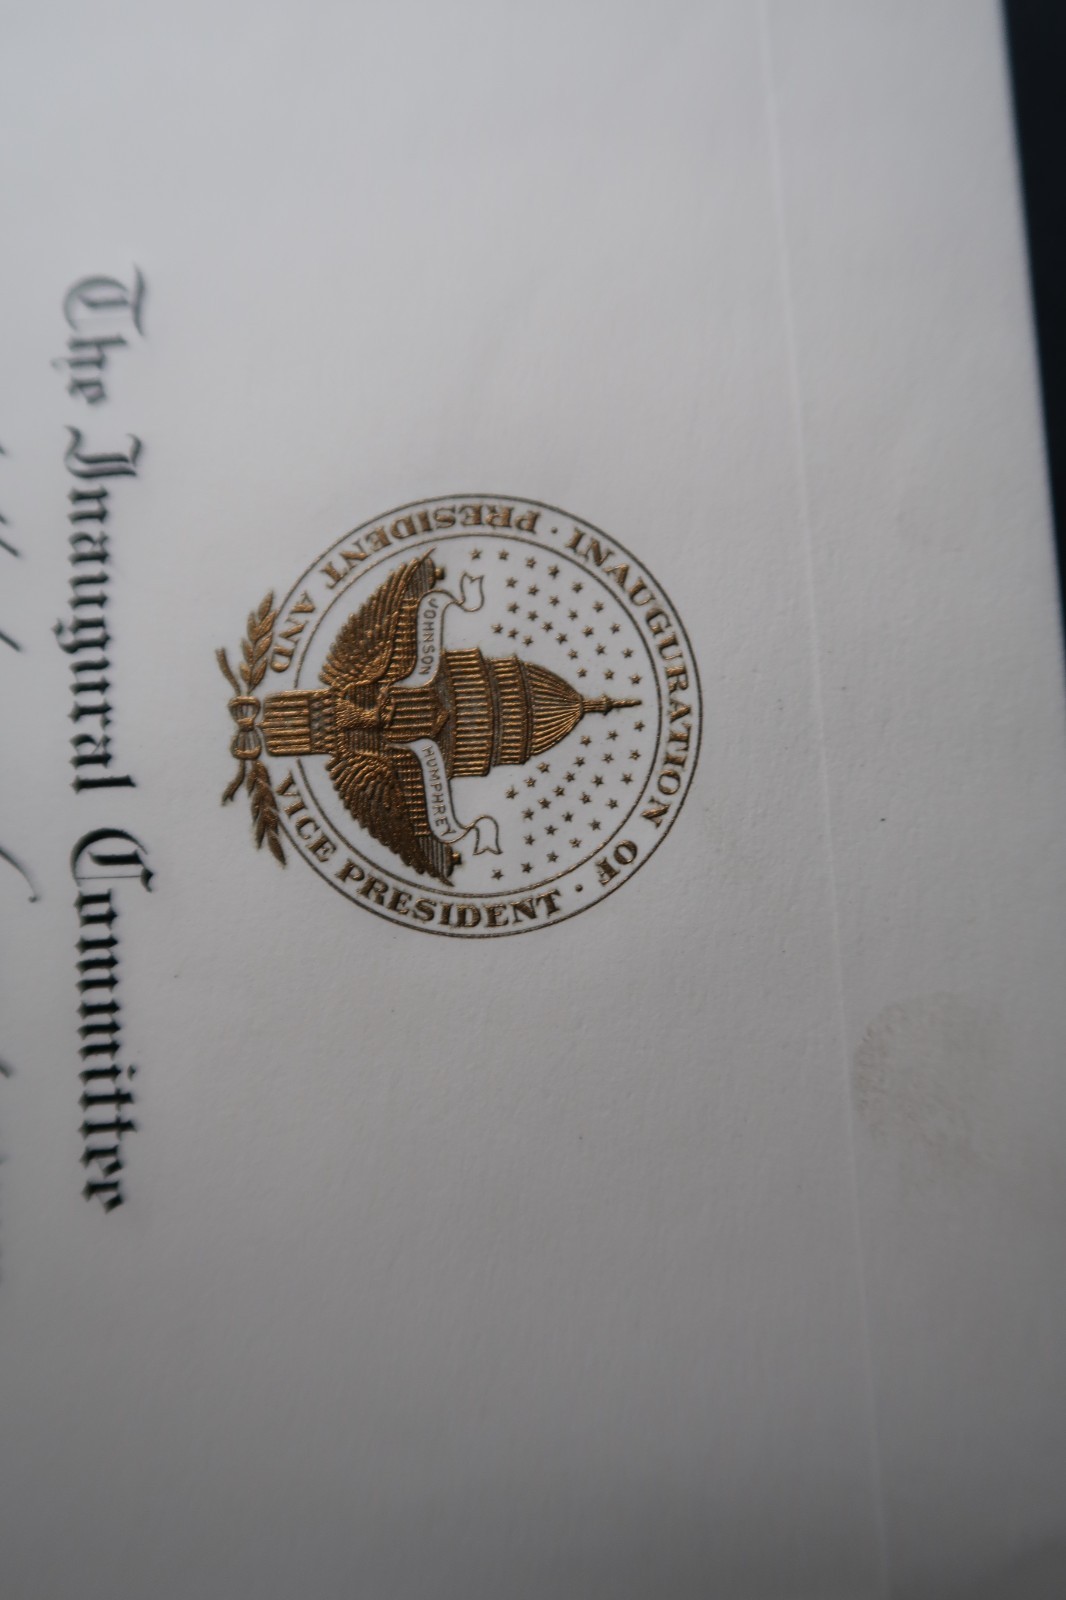 INAUGURATION OF
PRESIDENT AND VICE PRESIDENT
JOHNSON
HUMPHREY
The Inaugural Committee